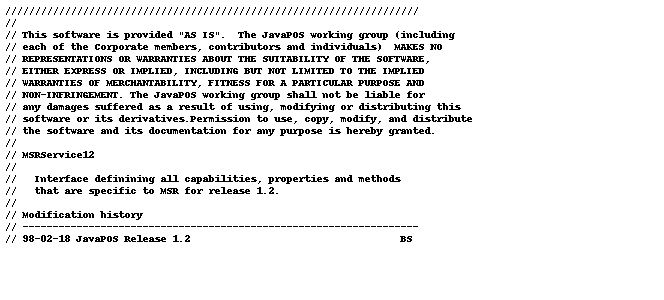 //////////////////////////////////////////////////////////////////////
//
// This software is provided "AS IS".  The JavaPOS working group (including
// each of the Corporate members, contributors and individuals)  MAKES NO
// REPRESENTATIONS OR WARRANTIES ABOUT THE SUITABILITY OF THE SOFTWARE,
// EITHER EXPRESS OR IMPLIED, INCLUDING BUT NOT LIMITED TO THE IMPLIED
// WARRANTIES OF MERCHANTABILITY, FITNESS FOR A PARTICULAR PURPOSE AND
// NON-INFRINGEMENT. The JavaPOS working group shall not be liable for
// any damages suffered as a result of using, modifying or distributing this
// software or its derivatives.Permission to use, copy, modify, and distribute
// the software and its documentation for any purpose is hereby granted.
//
// MSRService12
//
//   Interface definining all capabilities, properties and methods
//   that are specific to MSR for release 1.2.
//
// Modification history
// ------------------------------------------------------------------
// 98-02-18 JavaPOS Release 1.2                                   BS